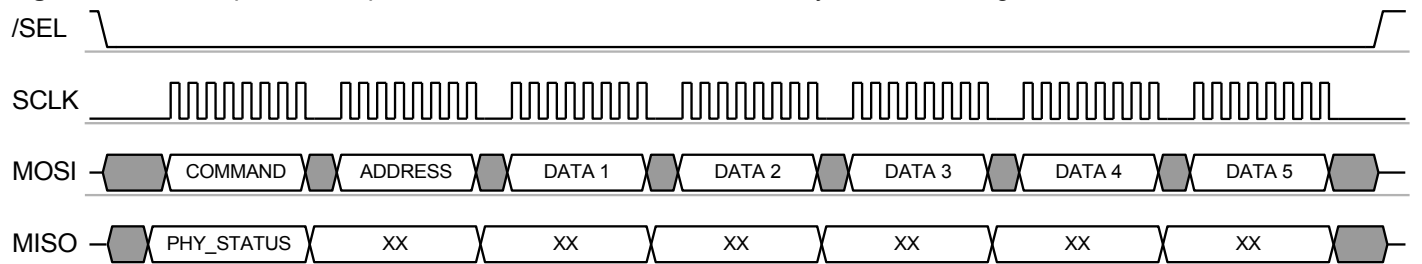 /SEL
SCLK
MOSI COMMAND ADDRESS DATA 1 DATA 2 DATA 3 DATA 4 DATA 5
MISO PHY_STATUS XX XX XX XX XX XX